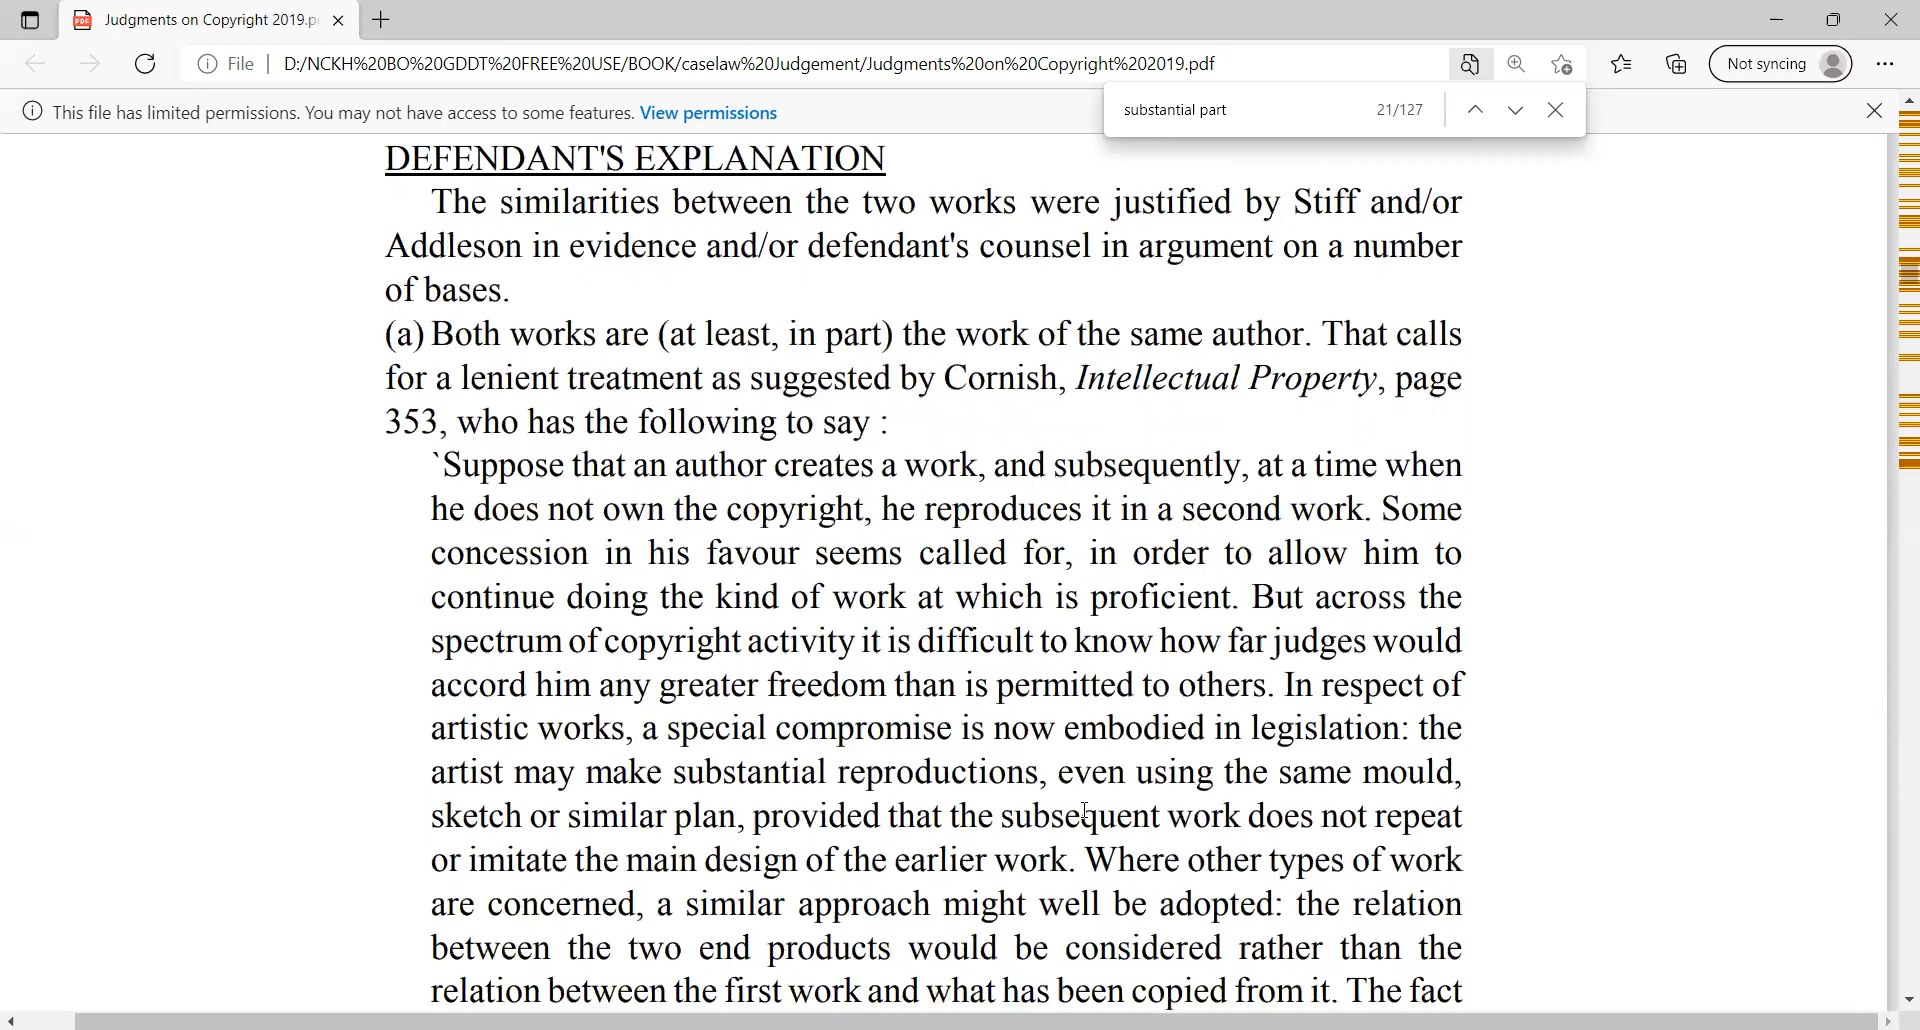 Judgments on Copyright 2019.p
File
D:/NCKH%20BO%20GDDT%20FREE%20USE/BOOK/caselaw%20Judgement/Judgments%20on%20Copyright%202019.pdf
Not syncing
This file has limited permissions. You may not have access to some features. View permissions
substantial part 21/127
DEFENDANT'S EXPLANATION
The similarities between the two works were justified by Stiff and/or
Addleson in evidence and/or defendant's counsel in argument on a number
of bases.
(a) Both works are (at least, in part) the work of the same author. That calls
for a lenient treatment as suggested by Cornish, Intellectual Property, page
353, who has the following to say :
`Suppose that an author creates a work, and subsequently, at a time when
he does not own the copyright, he reproduces it in a second work. Some
concession in his favour seems called for, in order to allow him to
continue doing the kind of work at which is proficient. But across the
spectrum of copyright activity it is difficult to know how far judges would
accord him any greater freedom than is permitted to others. In respect of
artistic works, a special compromise is now embodied in legislation: the
artist may make substantial reproductions, even using the same mould,
sketch or similar plan, provided that the subsequent work does not repeat
or imitate the main design of the earlier work. Where other types of work
are concerned, a similar approach might well be adopted: the relation
between the two end products would be considered rather than the
relation between the first work and what has been copied from it. The fact